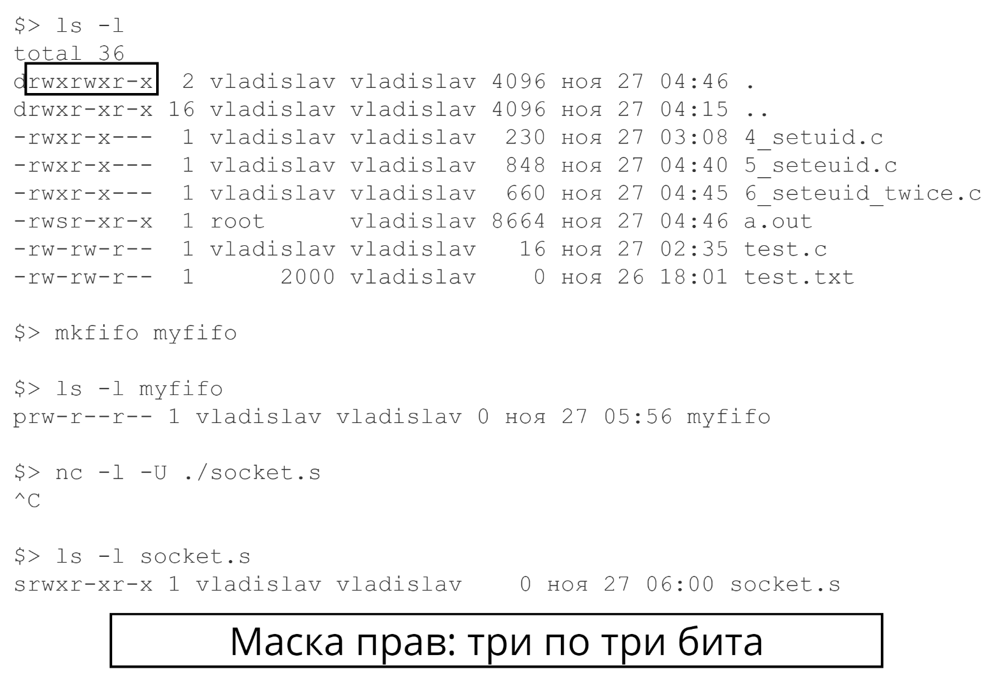 $> ls -l
total 36
drwxrwxr-x  2 vladislav vladislav 4096 ноя 27 04:46 .
drwxr-xr-x 16 vladislav vladislav 4096 ноя 27 04:15 ..
-rwxr-x---  1 vladislav vladislav  230 ноя 27 03:08 4_setuid.c
-rwxr-x---  1 vladislav vladislav  848 ноя 27 04:40 5_seteuid.c
-rwxr-x---  1 vladislav vladislav  660 ноя 27 04:45 6_seteuid_twice.c
-rwsr-xr-x  1 root      vladislav 8664 ноя 27 04:46 a.out
-rw-rw-r--  1 vladislav vladislav   16 ноя 27 02:35 test.c
-rw-rw-r--  1      2000 vladislav    0 ноя 26 18:01 test.txt
$> mkfifo myfifo
$> ls -l myfifo
prw-r--r-- 1 vladislav vladislav 0 ноя 27 05:56 myfifo
$> nc -l -U ./socket.s
^C
$> ls -l socket.s
srwxr-xr-x 1 vladislav vladislav    0 ноя 27 06:00 socket.s
Маска прав: три по три бита